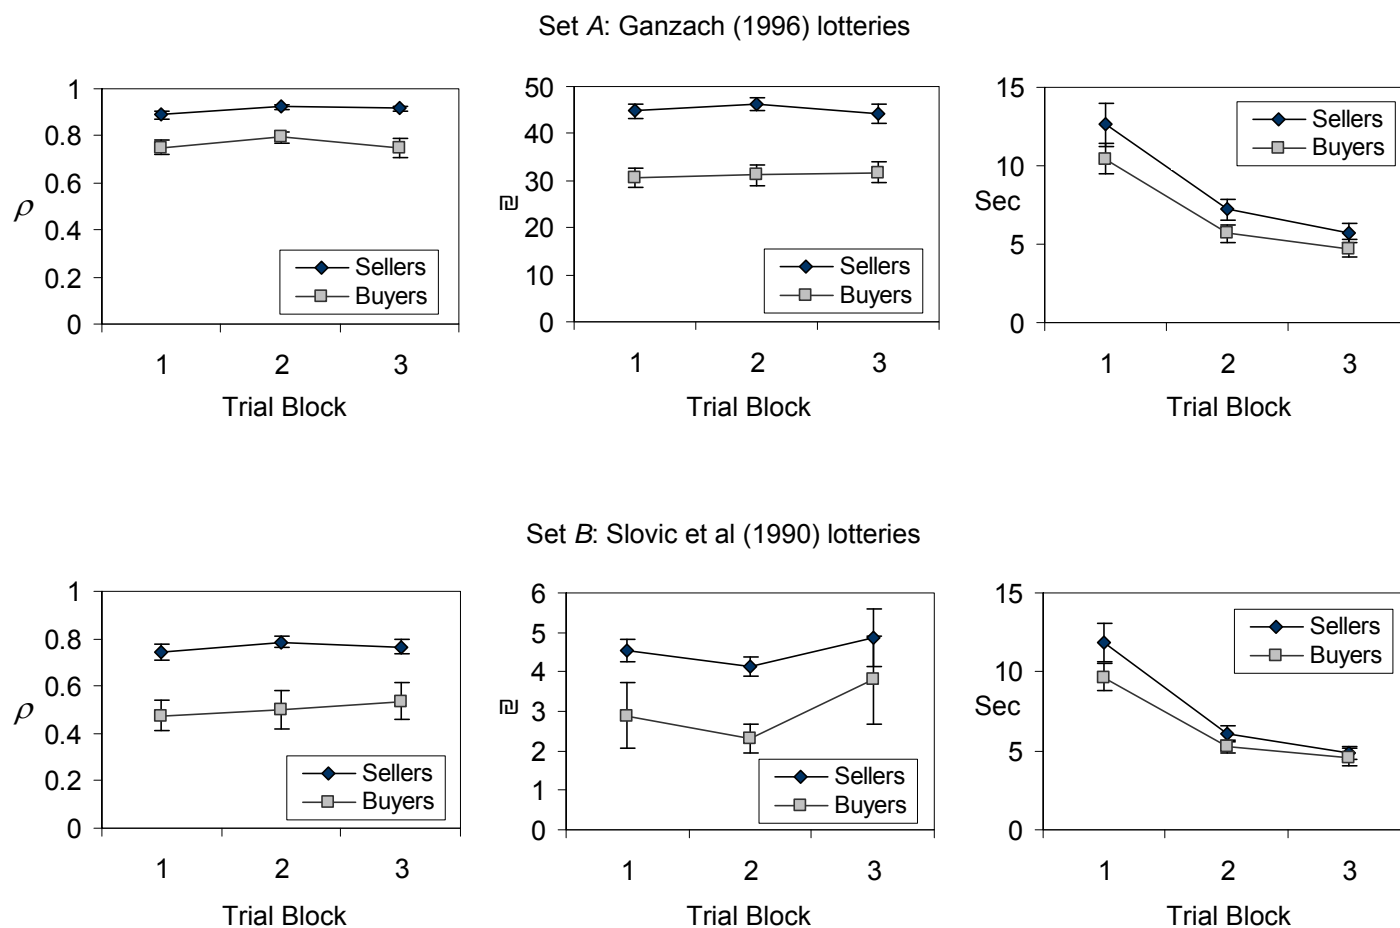 Set A: Ganzach (1996) lotteries
1
0.8
0.6
0.4
0.2
0
ρ
Sellers
Buyers
1 2 3
Trial Block
50
40
30
20
10
0
₪
Sellers
Buyers
1 2 3
Trial Block
15
10
5
0
Sec
Sellers
Buyers
1 2 3
Trial Block
Set B: Slovic et al (1990) lotteries
1
0.8
0.6
0.4
0.2
0
ρ
Sellers
Buyers
1 2 3
Trial Block
6
5
4
3
2
1
0
₪
Sellers
Buyers
1 2 3
Trial Block
15
10
5
0
Sec
Sellers
Buyers
1 2 3
Trial Block